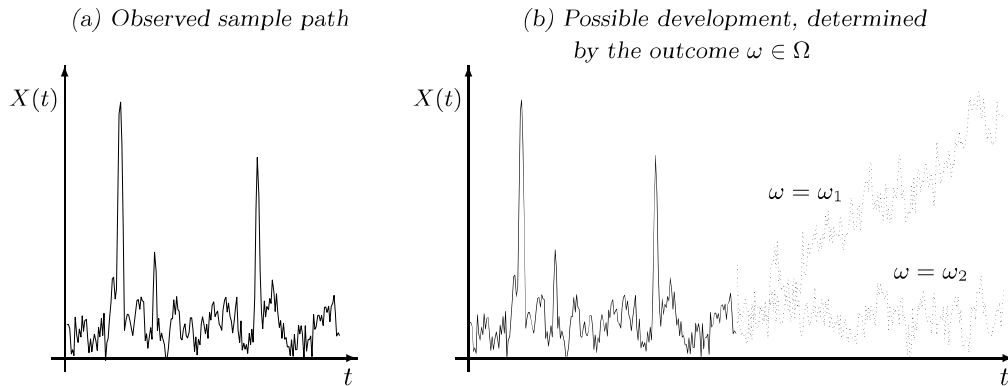 (a) Observed sample path
X(t)
t
(b) Possible development, determined
by the outcome ω ∈ Ω
X(t)
ω = ω₁
ω = ω₂
t